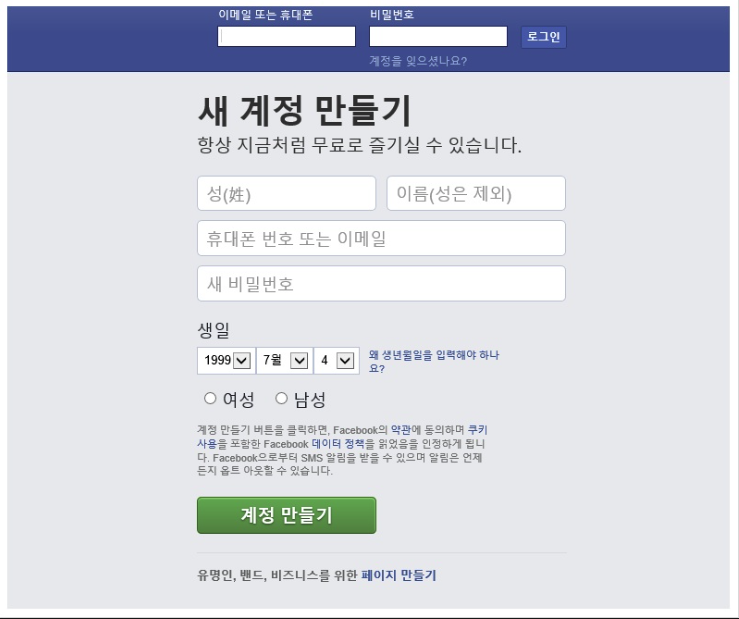 이메일 또는 휴대폰 비밀번호
로그인
계정을 잊으셨나요?
새 계정 만들기
항상 지금처럼 무료로 즐기실 수 있습니다.
성(姓) 이름(성은 제외)
휴대폰 번호 또는 이메일
새 비밀번호
생일
1999 7월 4 왜 생년월일을 입력해야 하나
요?
여성 남성
계정 만들기 버튼을 클릭하면, Facebook의 약관에 동의하며 쿠키
사용을 포함한 Facebook 데이터 정책을 읽었음을 인정하게 됩니
다. Facebook으로부터 SMS 알림을 받을 수 있으며 알림은 언제
든지 옵트 아웃할 수 있습니다.
계정 만들기
유명인, 밴드, 비즈니스를 위한 페이지 만들기